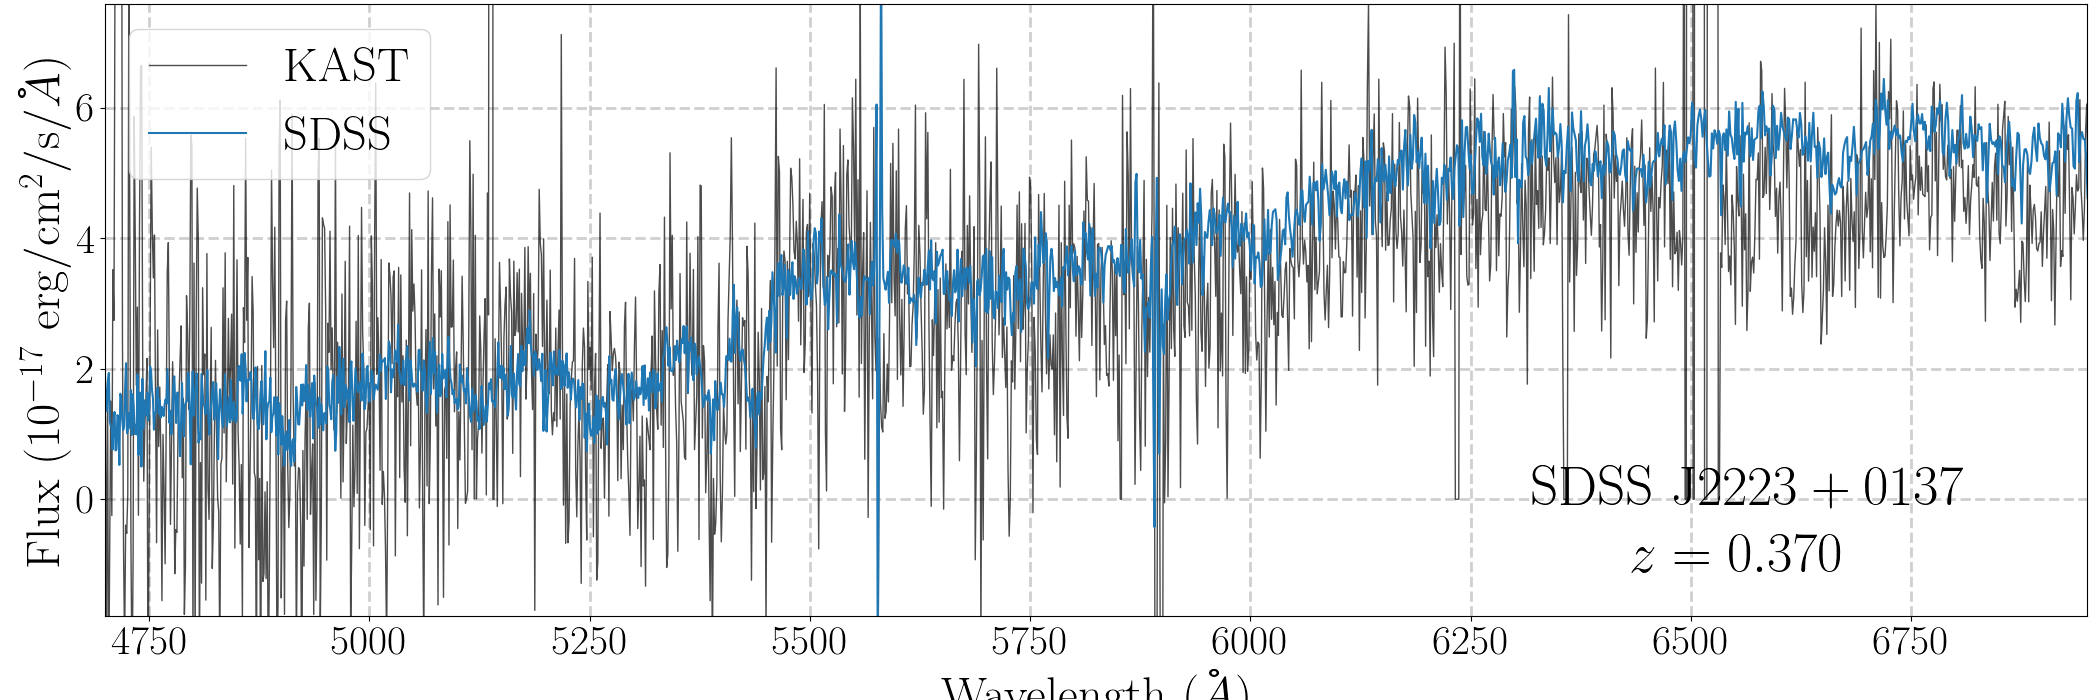 KAST
SDSS
Flux (10⁻¹⁷ erg/cm²/s/Å)
6
4
2
0
SDSS J2223 + 0137
z = 0.370
4750 5000 5250 5500 5750 6000 6250 6500 6750
Wavelength (Å)